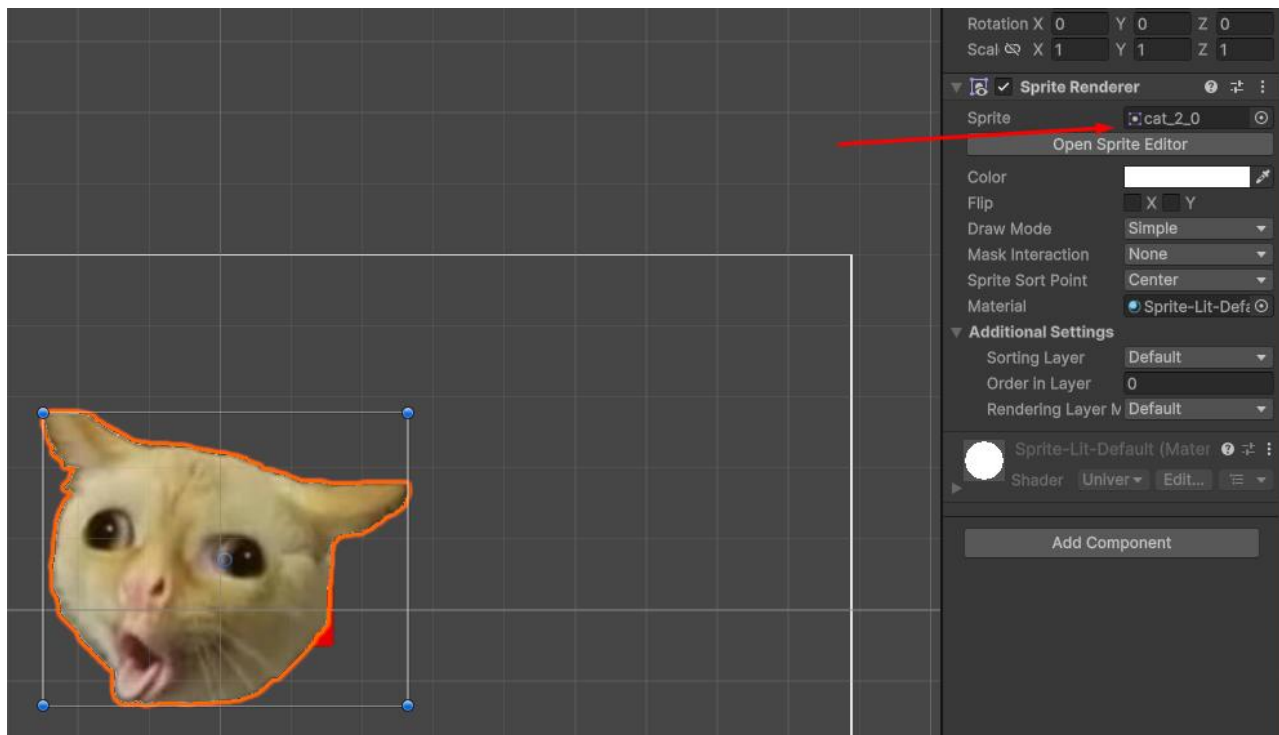 Rotation X 0 Y 0 Z 0
Scal X 1 Y 1 Z 1
Sprite Renderer
Sprite cat_2_0
Open Sprite Editor
Color
Flip X Y
Draw Mode Simple
Mask Interaction None
Sprite Sort Point Center
Material Sprite-Lit-Defa
Additional Settings
Sorting Layer Default
Order in Layer 0
Rendering Layer M Default
Sprite-Lit-Default (Mater
Shader Univer Edit...
Add Component